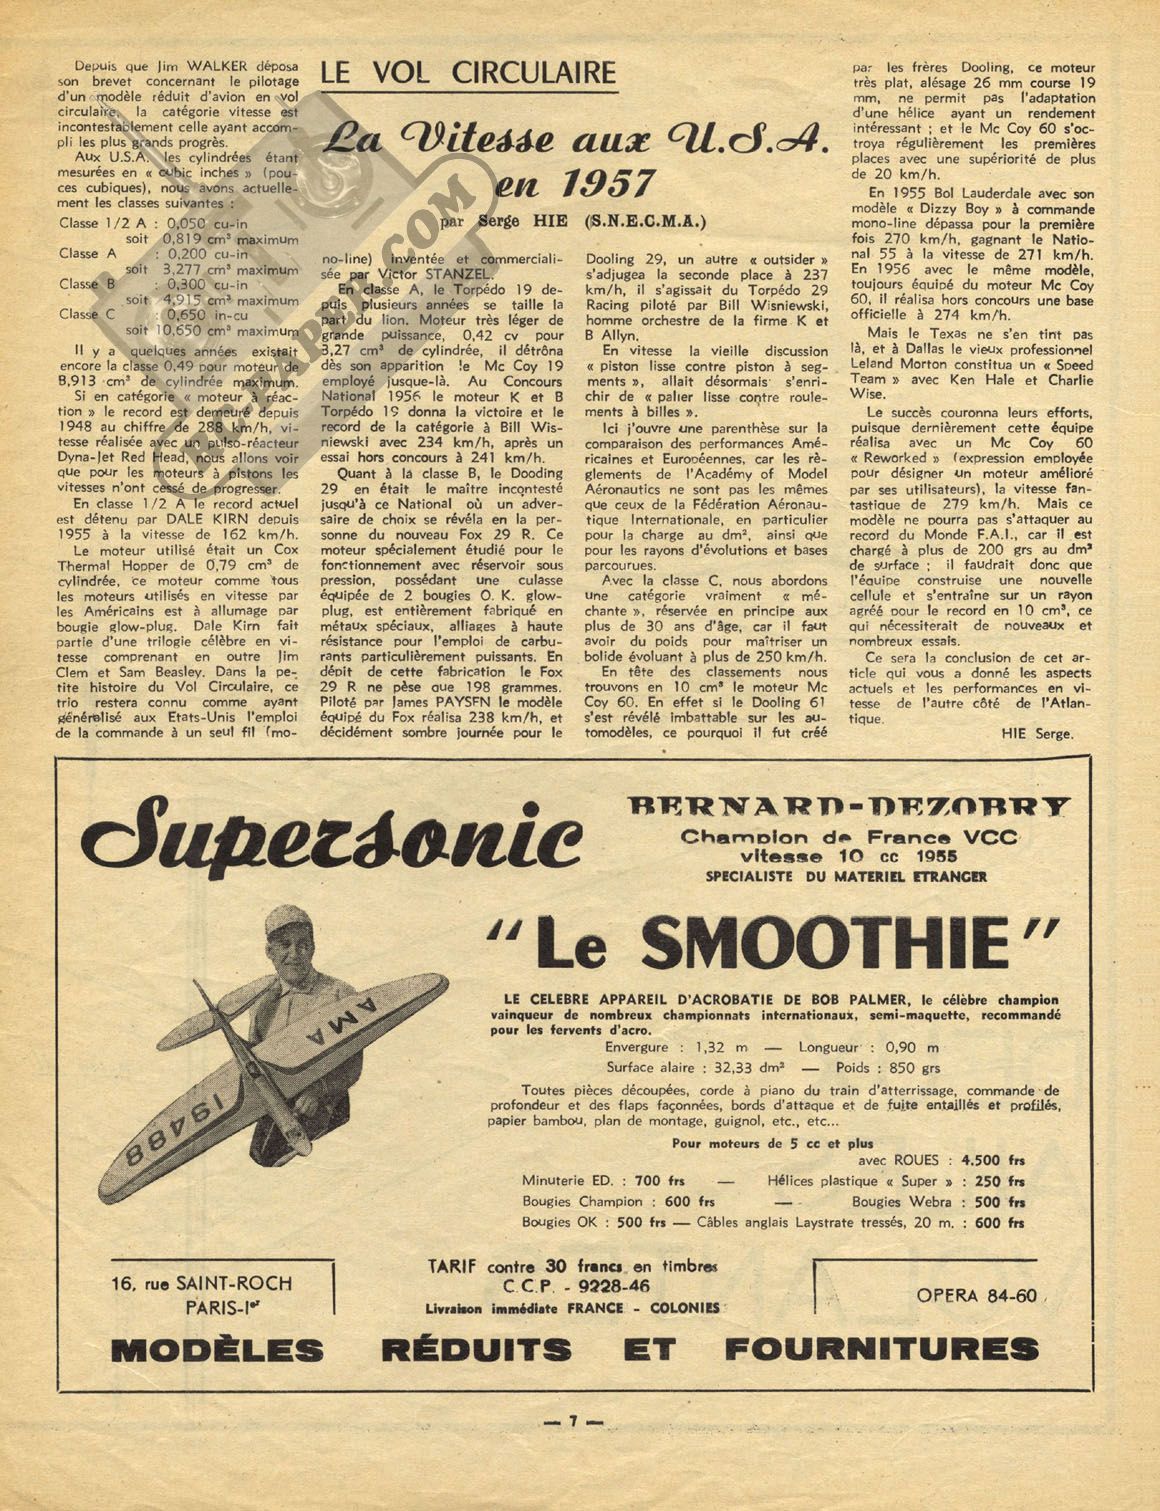 LE VOL CIRCULAIRE
La Vitesse aux U.S.A.
en 1957
par Serge HIE (S.N.E.C.M.A.)
Depuis que Jim WALKER déposa
son brevet concernant le pilotage
d'un modèle réduit d'avion en vol
circulaire, la catégorie vitesse est
incontestablement celle ayant accom-
pli les plus grands progrès.
Aux U.S.A. les cylindrées étant
mesurées en « cubic inches » (pou-
ces cubiques), nous avons actuelle-
ment les classes suivantes :
Classe 1/2 A : 0,050 cu-in
soit 0,819 cm³ maximum
Classe A : 0,200 cu-in
soit 3,277 cm³ maximum
Classe B : 0,300 cu-in
soit 4,915 cm³ maximum
Classe C : 0,650 in-cu
soit 10,650 cm³ maximum
Il y a quelques années existait
encore la classe 0,49 pour moteur de
8,913 cm³ de cylindrée maximum.
Si en catégorie « moteur à réac-
tion » le record est demeuré depuis
1948 au chiffre de 288 km/h, vi-
tesse réalisée avec un pulso-réacteur
Dyna-Jet Red Head, nous allons voir
que pour les moteurs à pistons les
vitesses n'ont cessé de progresser.
En classe 1/2 A le record actuel
est détenu par DALE KIRN depuis
1955 à la vitesse de 162 km/h.
Le moteur utilisé était un Cox
Thermal Hopper de 0,79 cm³ de
cylindrée, ce moteur comme tous
les moteurs utilisés en vitesse par
les Américains est à allumage par
bougie glow-plug. Dale Kirn fait
partie d'une trilogie célèbre en vi-
tesse comprenant en outre Jim
Clem et Sam Beasley. Dans la pe-
tite histoire du Vol Circulaire, ce
trio restera connu comme ayant
généralisé aux Etats-Unis l'emploi
de la commande à un seul fil (mo-
no-line) inventée et commerciali-
sée par Victor STANZEL.
En classe A, le Torpédo 19 de-
puis plusieurs années se taille la
part du lion. Moteur très léger de
grande puissance, 0,42 cv pour
3,27 cm³ de cylindrée, il détrôna
dès son apparition le Mc Coy 19
employé jusque-là. Au Concours
National 1956 le moteur K et B
Torpédo 19 donna la victoire et le
record de la catégorie à Bill Wis-
niewski avec 234 km/h, après un
essai hors concours à 241 km/h.
Quant à la classe B, le Dooding
29 en était le maître incontesté
jusqu'à ce National où un adver-
saire de choix se révéla en la per-
sonne du nouveau Fox 29 R. Ce
moteur spécialement étudié pour le
fonctionnement avec réservoir sous
pression, possédant une culasse
équipée de 2 bougies O. K. glow-
plug, est entièrement fabriqué en
métaux spéciaux, alliages à haute
résistance pour l'emploi de carbu-
rants particulièrement puissants. En
dépit de cette fabrication le Fox
29 R ne pèse que 198 grammes.
Piloté par James PAYSEN le modèle
équipé du Fox réalisa 238 km/h, et
décidément sombre journée pour le
Dooling 29, un autre « outsider »
s'adjugea la seconde place à 237
km/h, il s'agissait du Torpédo 29
Racing piloté par Bill Wisniewski,
homme orchestre de la firme K et
B Allyn.
En vitesse la vieille discussion
« piston lisse contre piston à seg-
ments », allait désormais s'enri-
chir de « palier lisse contre roule-
ments à billes ».
Ici j'ouvre une parenthèse sur la
comparaison des performances Amé-
ricaines et Européennes, car les rè-
glements de l'Académy of Model
Aéronautics ne sont pas les mêmes
que ceux de la Fédération Aéronau-
tique Internationale, en particulier
pour la charge au dm², ainsi que
pour les rayons d'évolutions et bases
parcourues.
Avec la classe C, nous abordons
une catégorie vraiment « mé-
chante », réservée en principe aux
plus de 30 ans d'âge, car il faut
avoir du poids pour maîtriser un
bolide évoluant à plus de 250 km/h.
En tête des classements nous
trouvons en 10 cm³ le moteur Mc
Coy 60. En effet si le Dooling 61
s'est révélé imbattable sur les au-
tomodèles, ce pourquoi il fut créé
par les frères Dooling, ce moteur
très plat, alésage 26 mm course 19
mm, ne permit pas l'adaptation
d'une hélice ayant un rendement
intéressant ; et le Mc Coy 60 s'oc-
troya régulièrement les premières
places avec une supériorité de plus
de 20 km/h.
En 1955 Bol Lauderdale avec son
modèle « Dizzy Boy » à commande
mono-line dépassa pour la première
fois 270 km/h, gagnant le Natio-
nal 55 à la vitesse de 271 km/h.
En 1956 avec le même modèle,
toujours équipé du moteur Mc Coy
60, il réalisa hors concours une base
officielle à 274 km/h.
Mais le Texas ne s'en tint pas
là, et à Dallas le vieux professionnel
Leland Morton constitua un « Speed
Team » avec Ken Hale et Charlie
Wise.
Le succès couronna leurs efforts,
puisque dernièrement cette équipe
réalisa avec un Mc Coy 60
« Reworked » (expression employée
pour désigner un moteur amélioré
par ses utilisateurs), la vitesse fan-
tastique de 279 km/h. Mais ce
modèle ne pourra pas s'attaquer au
record du Monde F.A.I., car il est
chargé à plus de 200 grs au dm²
de surface ; il faudrait donc que
l'équipe construise une nouvelle
cellule et s'entraîne sur un rayon
agréé pour le record en 10 cm³, ce
qui nécessiterait de nouveaux et
nombreux essais.
Ce sera la conclusion de cet ar-
ticle qui vous a donné les aspects
actuels et les performances en vi-
tesse de l'autre côté de l'Atlan-
tique.
HIE Serge.
Supersonic
BERNARD-DEZOBRY
Champion de France VCC
vitesse 10 cc 1955
SPECIALISTE DU MATERIEL ETRANGER
"Le SMOOTHIE"
LE CELEBRE APPAREIL D'ACROBATIE DE BOB PALMER, le célèbre champion
vainqueur de nombreux championnats internationaux, semi-maquette, recommandé
pour les fervents d'acro.
Envergure : 1,32 m — Longueur : 0,90 m
Surface alaire : 32,33 dm² — Poids : 850 grs
Toutes pièces découpées, corde à piano du train d'atterrissage, commande de
profondeur et des flaps façonnées, bords d'attaque et de fuite entaillés et profilés,
papier bambou, plan de montage, guignol, etc., etc...
Pour moteurs de 5 cc et plus
avec ROUES : 4.500 frs
Minuterie ED. : 700 frs — Hélices plastique « Super » : 250 frs
Bougies Champion : 600 frs — Bougies Webra : 500 frs
Bougies OK : 500 frs — Câbles anglais Laystrate tressés, 20 m. : 600 frs
AMA
19488
16, rue SAINT-ROCH
PARIS-Iᵉʳ
TARIF contre 30 francs en timbres
C.C.P. - 9228-46
Livraison immédiate FRANCE - COLONIES
OPERA 84-60
MODÈLES RÉDUITS ET FOURNITURES
— 7 —